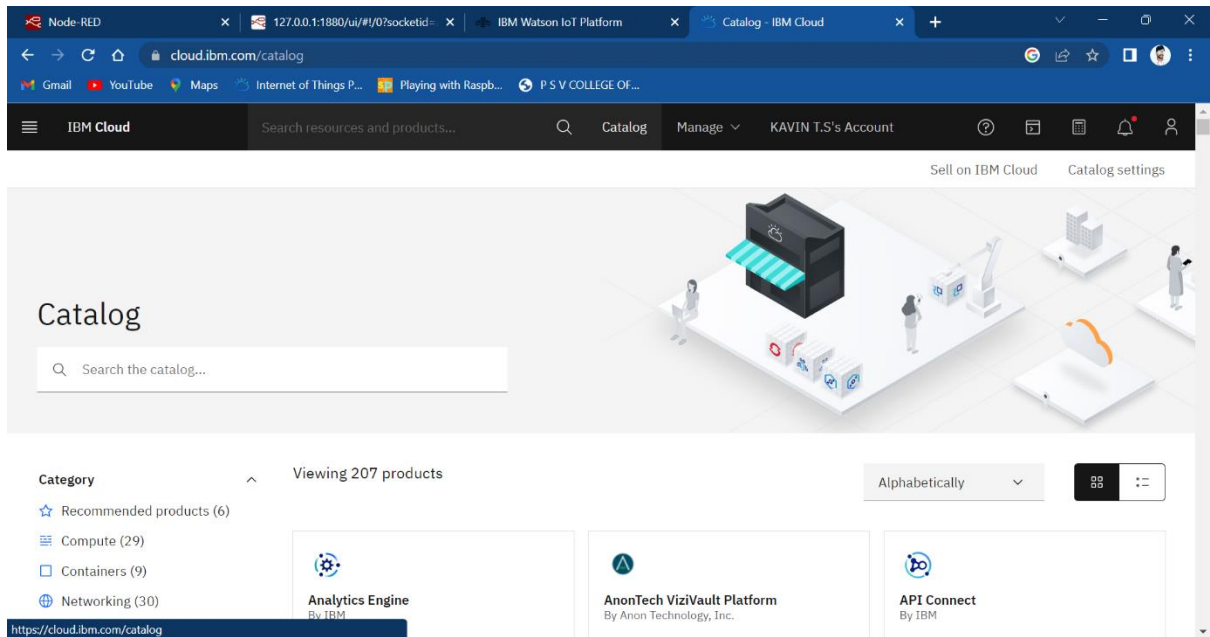 Node-RED
127.0.0.1:1880/ui/#!/0?socketid=
IBM Watson IoT Platform
Catalog - IBM Cloud
cloud.ibm.com/catalog
Gmail YouTube Maps Internet of Things P... Playing with Raspb... P S V COLLEGE OF...
IBM Cloud Search resources and products... Catalog Manage KAVIN T.S's Account
Sell on IBM Cloud Catalog settings
Catalog
Search the catalog...
Category
Viewing 207 products
Alphabetically
Recommended products (6)
Compute (29)
Containers (9)
Networking (30)
Analytics Engine
By IBM
AnonTech ViziVault Platform
By Anon Technology, Inc.
API Connect
By IBM
https://cloud.ibm.com/catalog